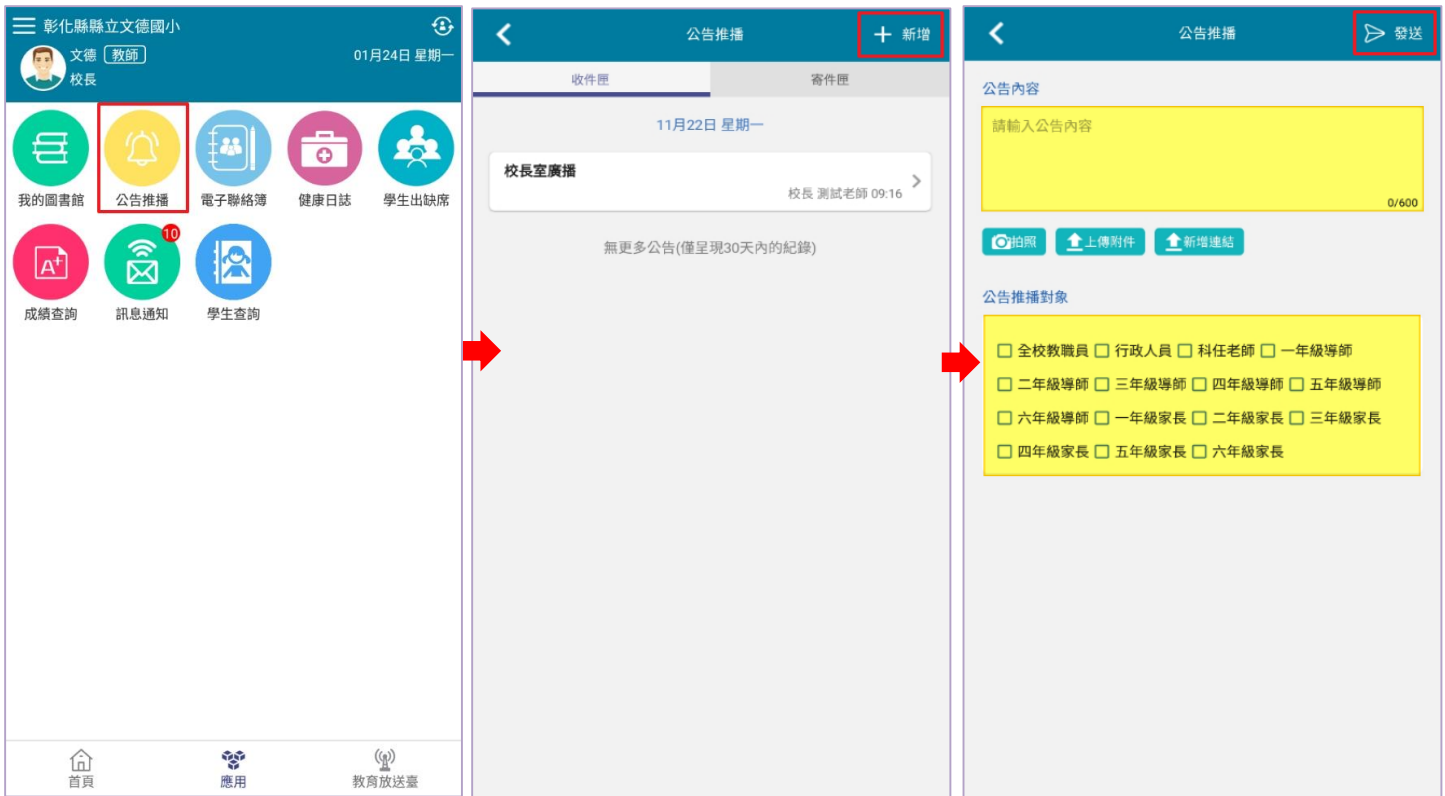 彰化縣縣立文德國小
文德 教師
01月24日 星期一
校長
我的圖書館 公告推播 電子聯絡簿 健康日誌 學生出缺席
A+ 10
成績查詢 訊息通知 學生查詢
首頁 應用 教育放送臺
公告推播 新增
收件匣 寄件匣
11月22日 星期一
校長室廣播
校長 測試老師 09:16
無更多公告(僅呈現30天內的紀錄)
公告推播 發送
公告內容
請輸入公告內容
0/600
拍照 上傳附件 新增連結
公告推播對象
全校教職員 行政人員 科任老師 一年級導師
二年級導師 三年級導師 四年級導師 五年級導師
六年級導師 一年級家長 二年級家長 三年級家長
四年級家長 五年級家長 六年級家長